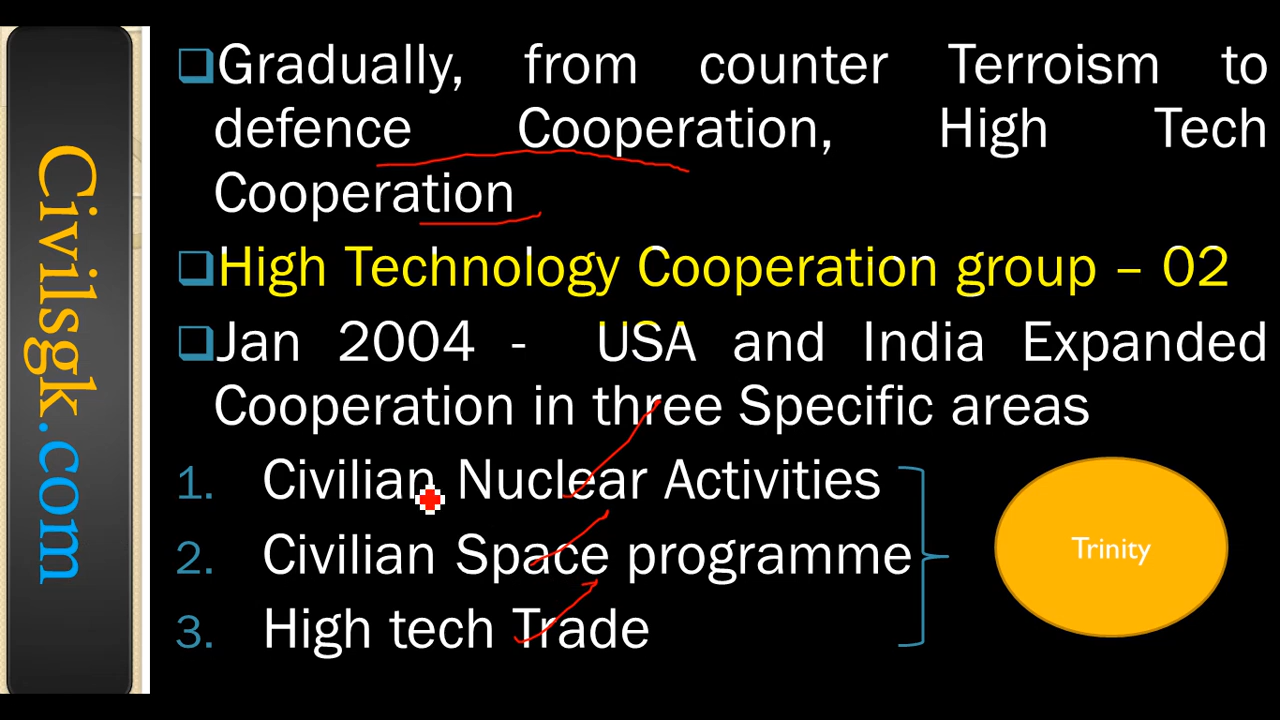 Civilsgk.com
Gradually, from counter Terroism to
defence Cooperation, High Tech
Cooperation
High Technology Cooperation group – 02
Jan 2004 - USA and India Expanded
Cooperation in three Specific areas
1. Civilian Nuclear Activities
2. Civilian Space programme
3. High tech Trade
Trinity